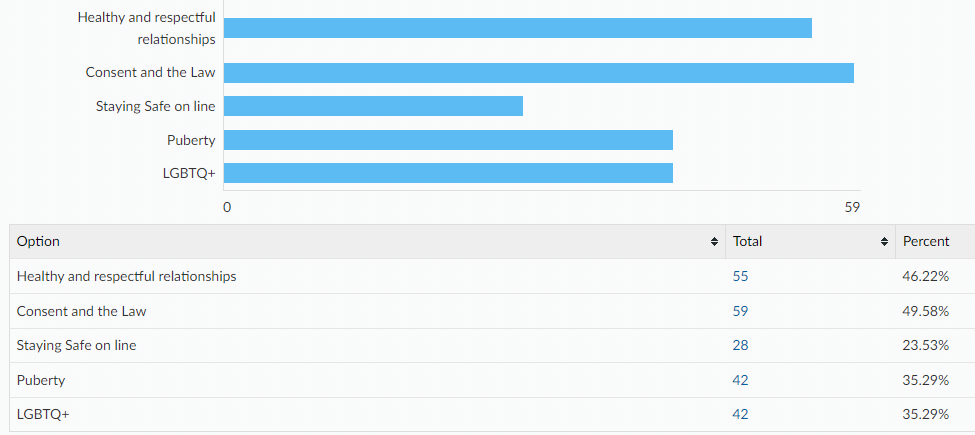 Healthy and respectful
relationships
Consent and the Law
Staying Safe on line
Puberty
LGBTQ+
0 59
Option Total Percent
Healthy and respectful relationships 55 46.22%
Consent and the Law 59 49.58%
Staying Safe on line 28 23.53%
Puberty 42 35.29%
LGBTQ+ 42 35.29%